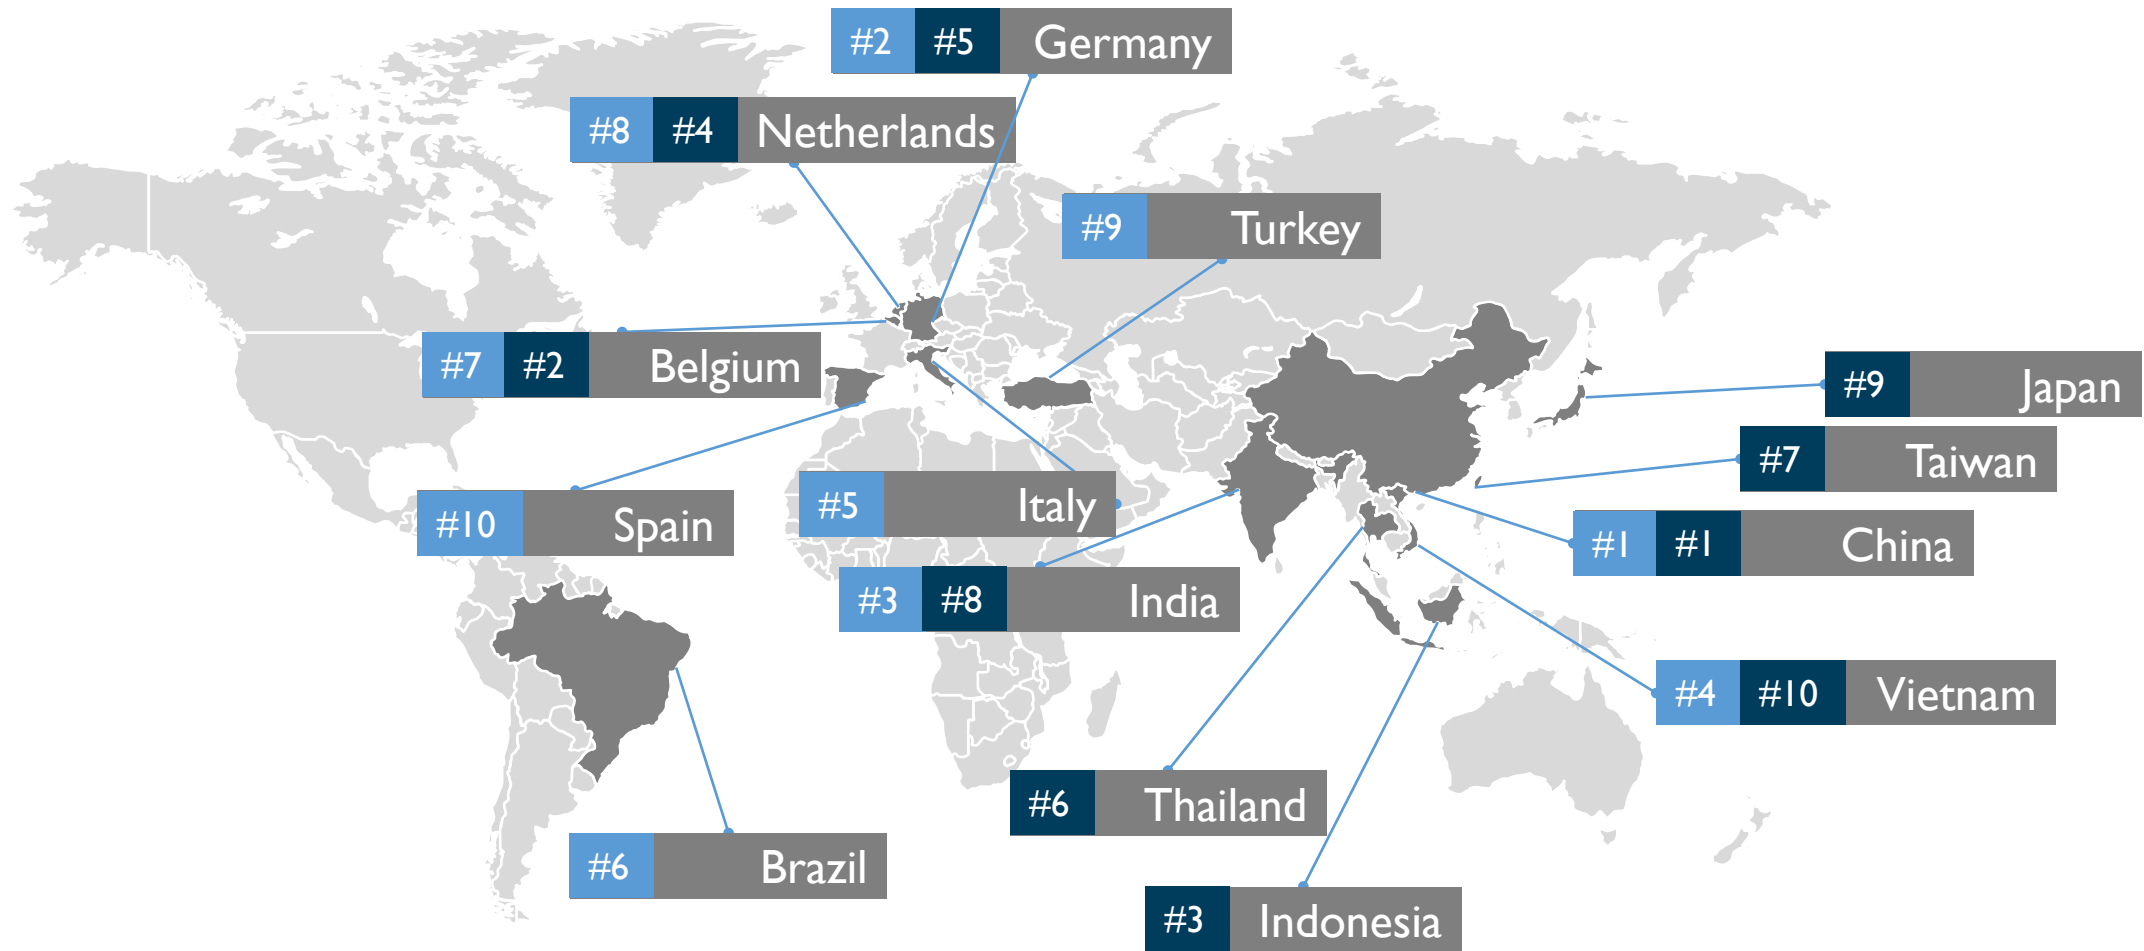 #2 #5 Germany
#8 #4 Netherlands
#9 Turkey
#7 #2 Belgium
#9 Japan
#7 Taiwan
#10 Spain
#5 Italy
#1 #1 China
#3 #8 India
#4 #10 Vietnam
#6 Thailand
#6 Brazil
#3 Indonesia